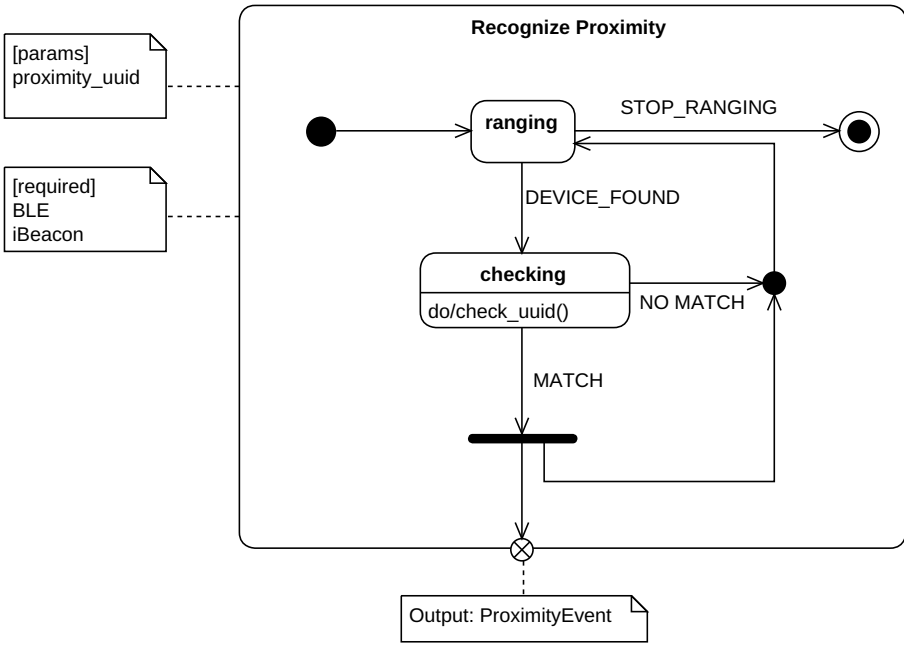 Recognize Proximity
[params]
proximity_uuid
ranging
STOP_RANGING
[required]
BLE
iBeacon
DEVICE_FOUND
checking
do/check_uuid()
NO MATCH
MATCH
Output: ProximityEvent